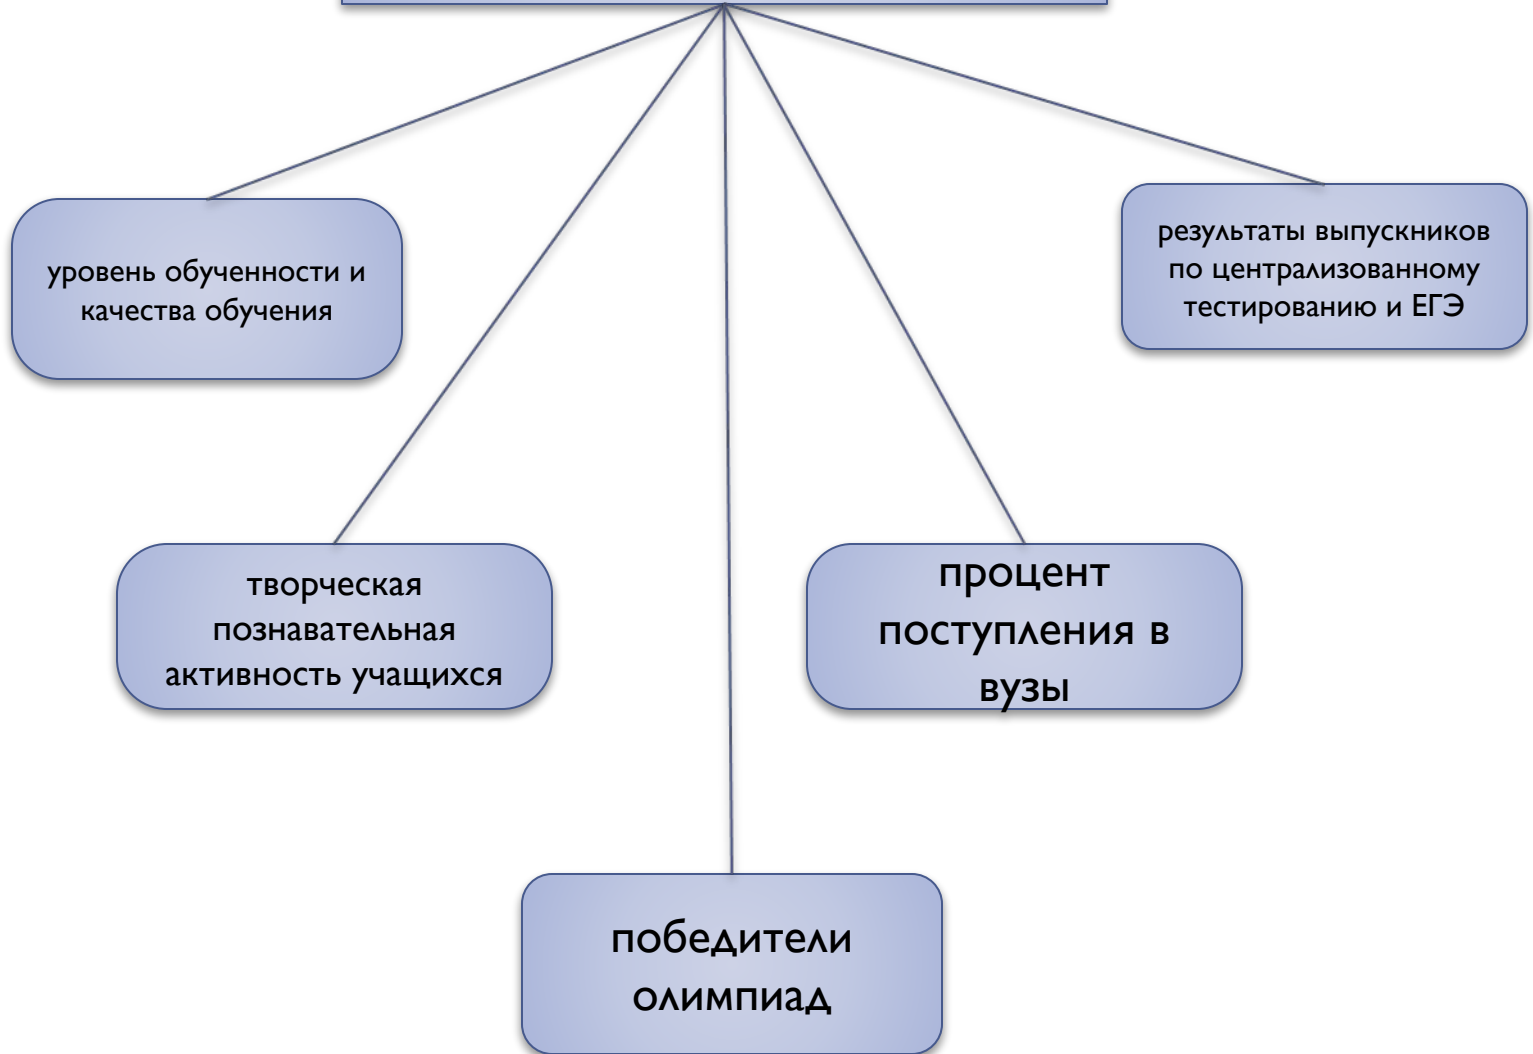 уровень обученности и
качества обучения
результаты выпускников
по централизованному
тестированию и ЕГЭ
творческая
познавательная
активность учащихся
процент
поступления в
вузы
победители
олимпиад